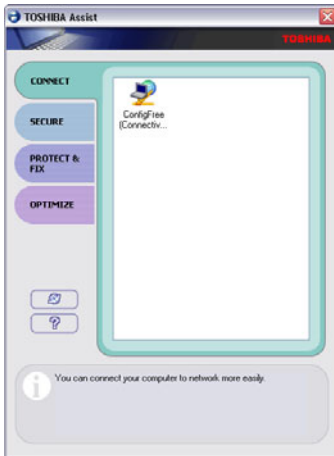 TOSHIBA Assist
TOSHIBA
CONNECT
ConfigFree
(Connectiv...
SECURE
PROTECT &
FIX
OPTIMIZE
?
i
You can connect your computer to network more easily.